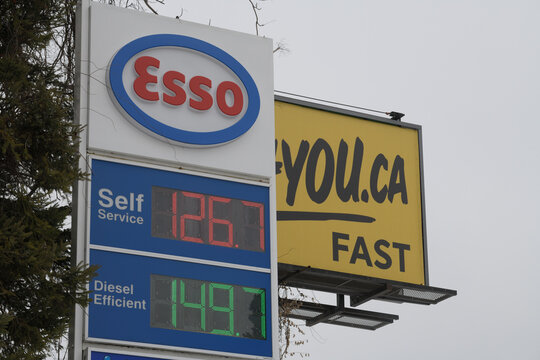 Esso
Self
Service
126.7
Diesel
Efficient
149.7
YOU.CA
FAST